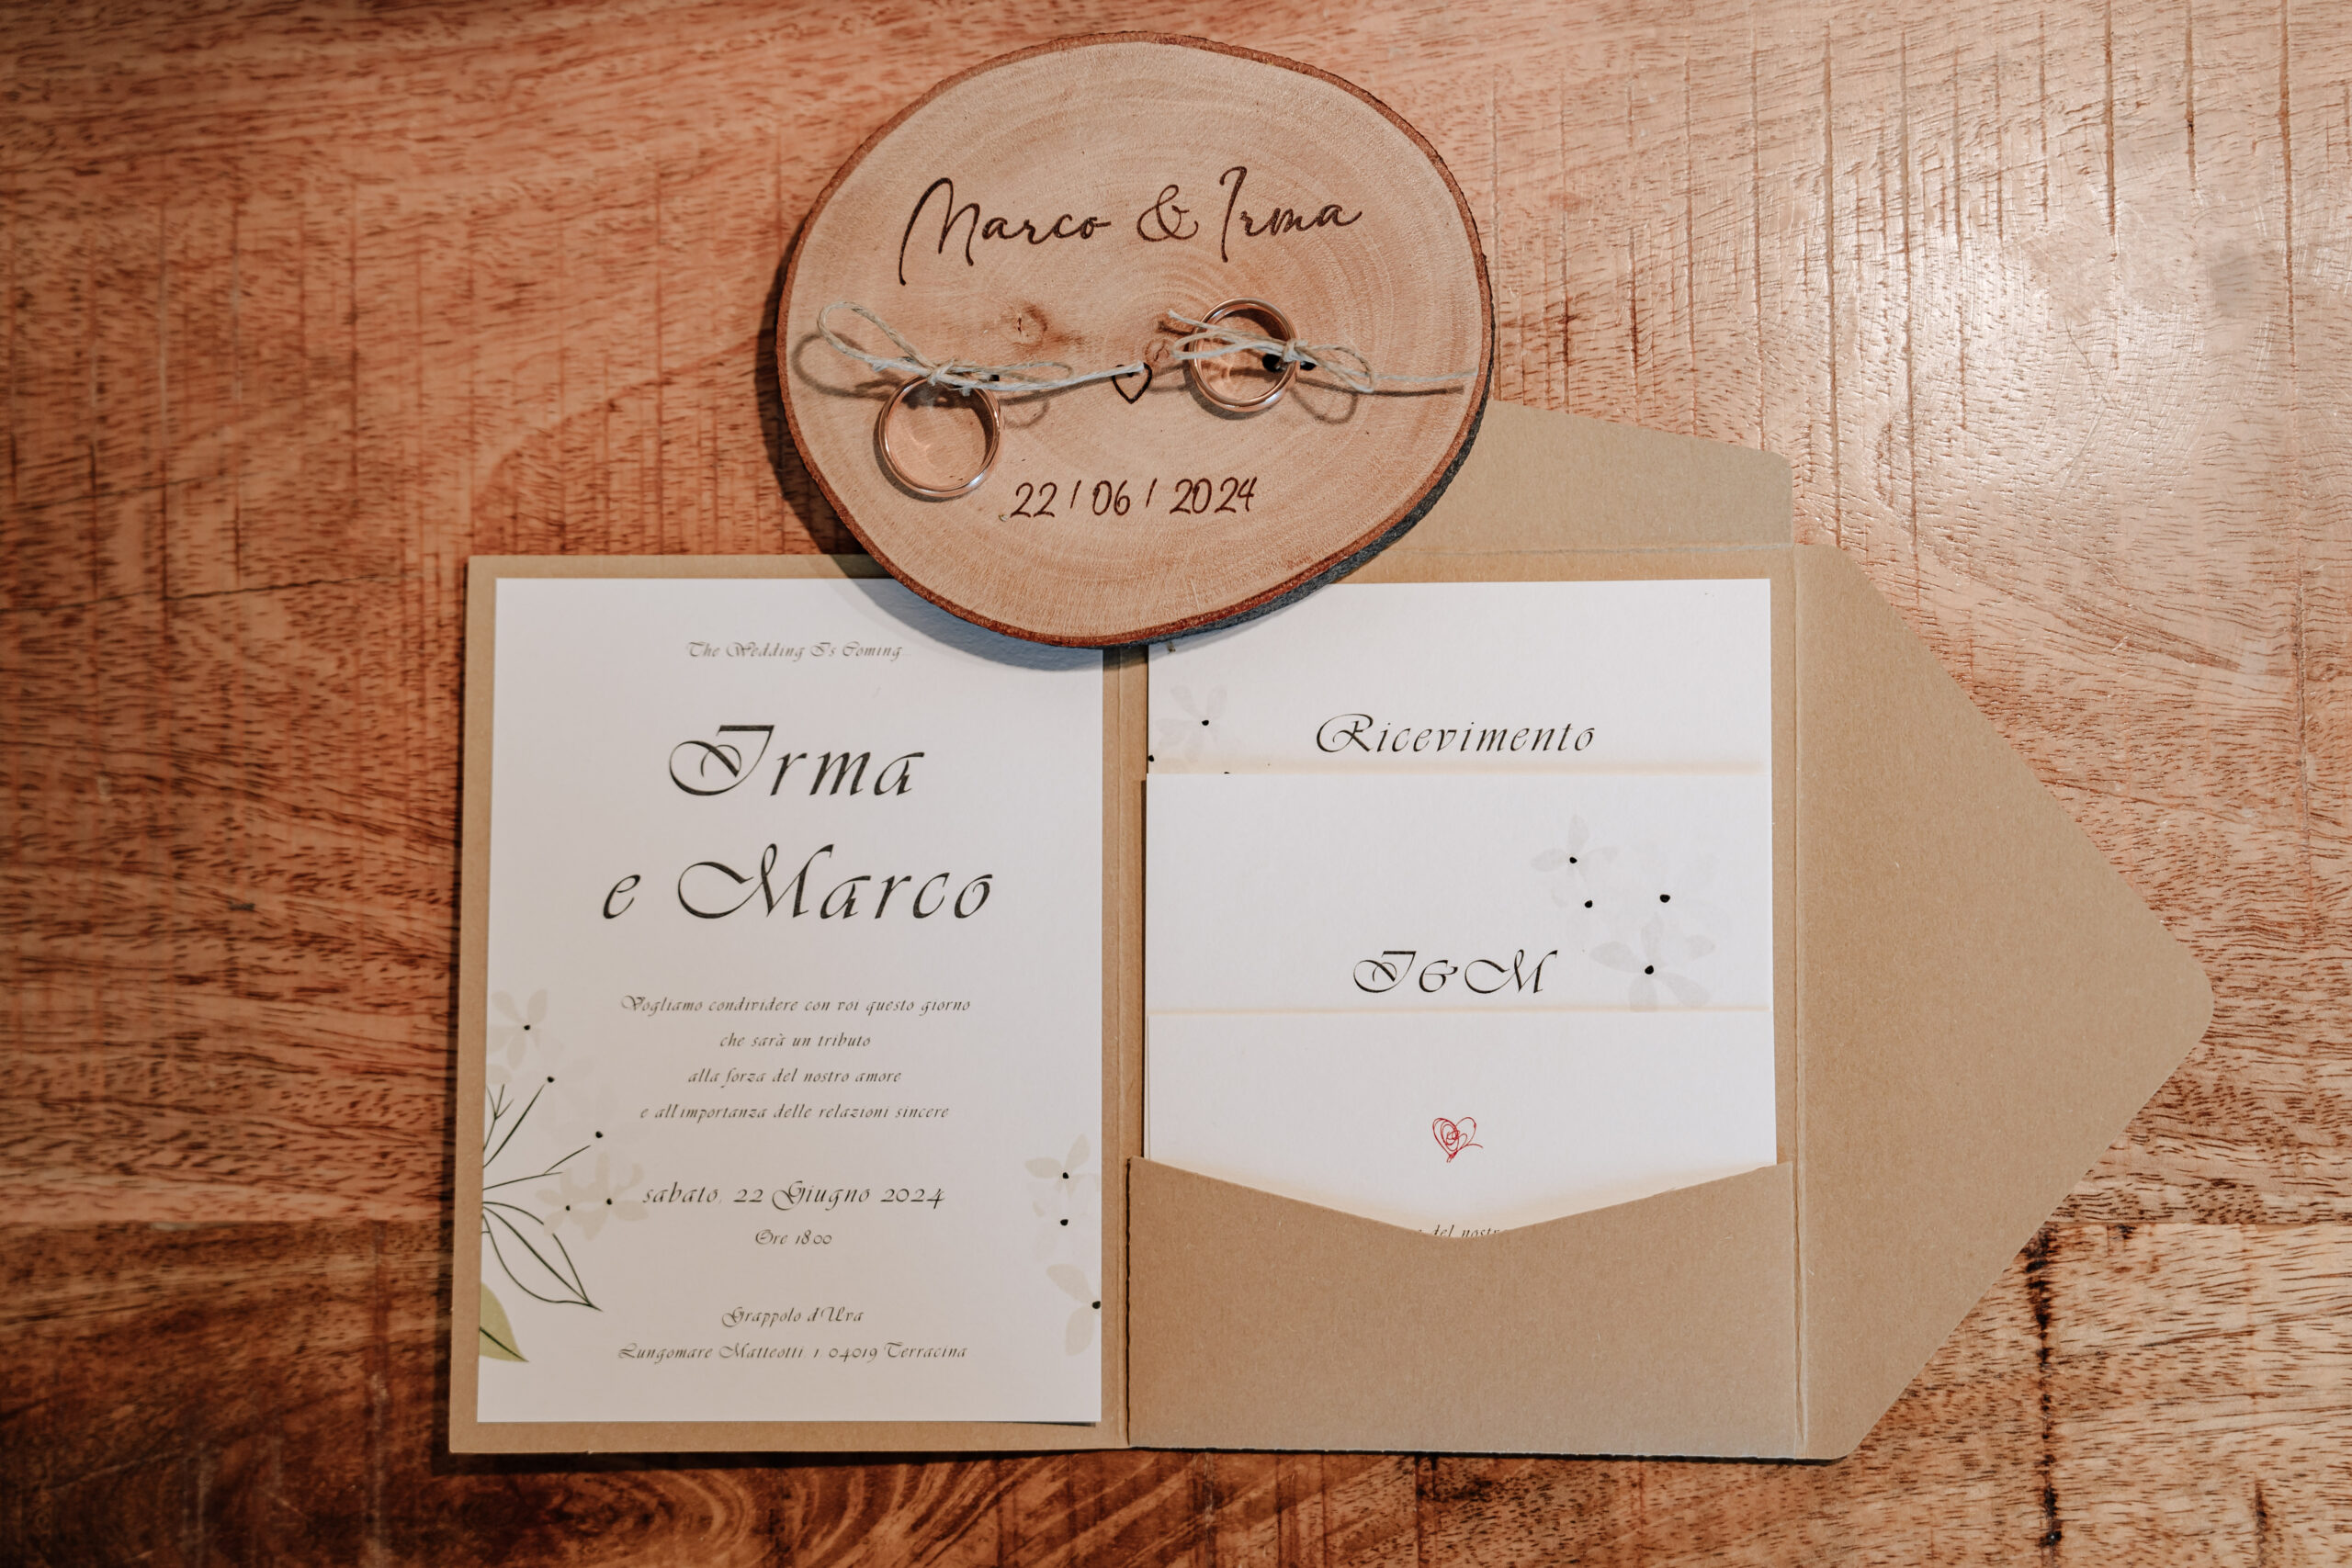 Marco & Irma
22 / 06 / 2024
The Wedding Is Coming
Irma
e Marco
Vogliamo condividere con voi questo giorno
che sarà un tributo
alla forza del nostro amore
e all'importanza delle relazioni sincere
sabato, 22 Giugno 2024
Ore 18.00
Grappolo d'Uva
Lungomare Matteotti 1 04019 Terracina
Ricevimento
I&M
del